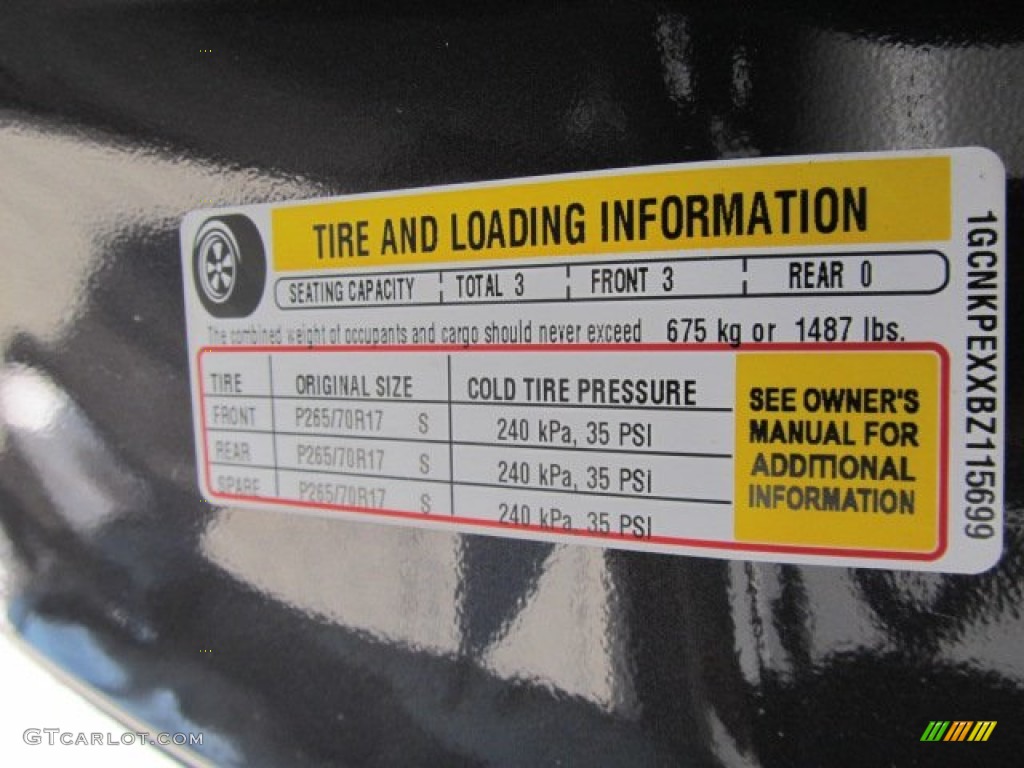 TIRE AND LOADING INFORMATION
SEATING CAPACITY TOTAL 3 FRONT 3 REAR 0
The combined weight of occupants and cargo should never exceed 675 kg or 1487 lbs.
TIRE ORIGINAL SIZE COLD TIRE PRESSURE
FRONT P265/70R17 S 240 kPa, 35 PSI
REAR P265/70R17 S 240 kPa, 35 PSI
SPARE P265/70R17 S 240 kPa, 35 PSI
SEE OWNER'S
MANUAL FOR
ADDITIONAL
INFORMATION
1GCNKPEXXBZ115699
GTCARLOT.COM